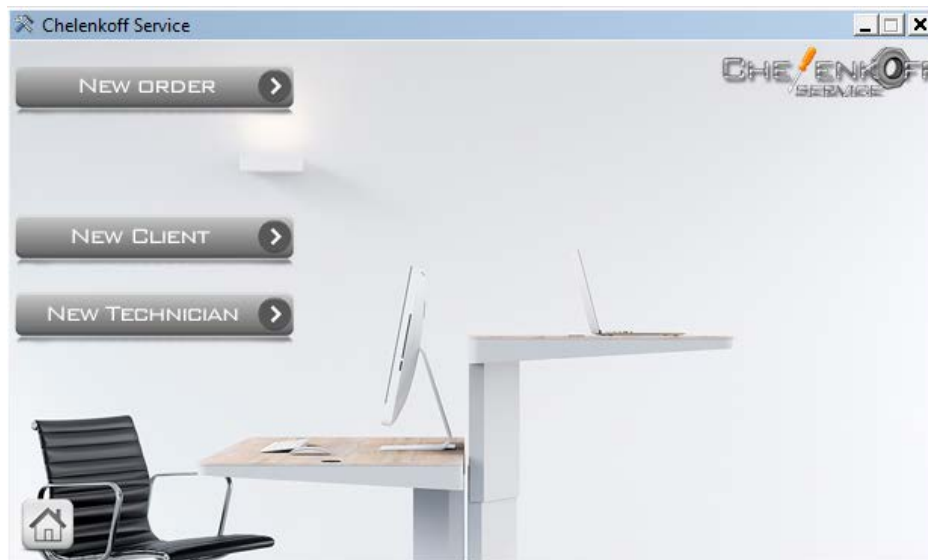 Chelenkoff Service
NEW ORDER
CHELENKOFF
SERVICE
NEW CLIENT
NEW TECHNICIAN